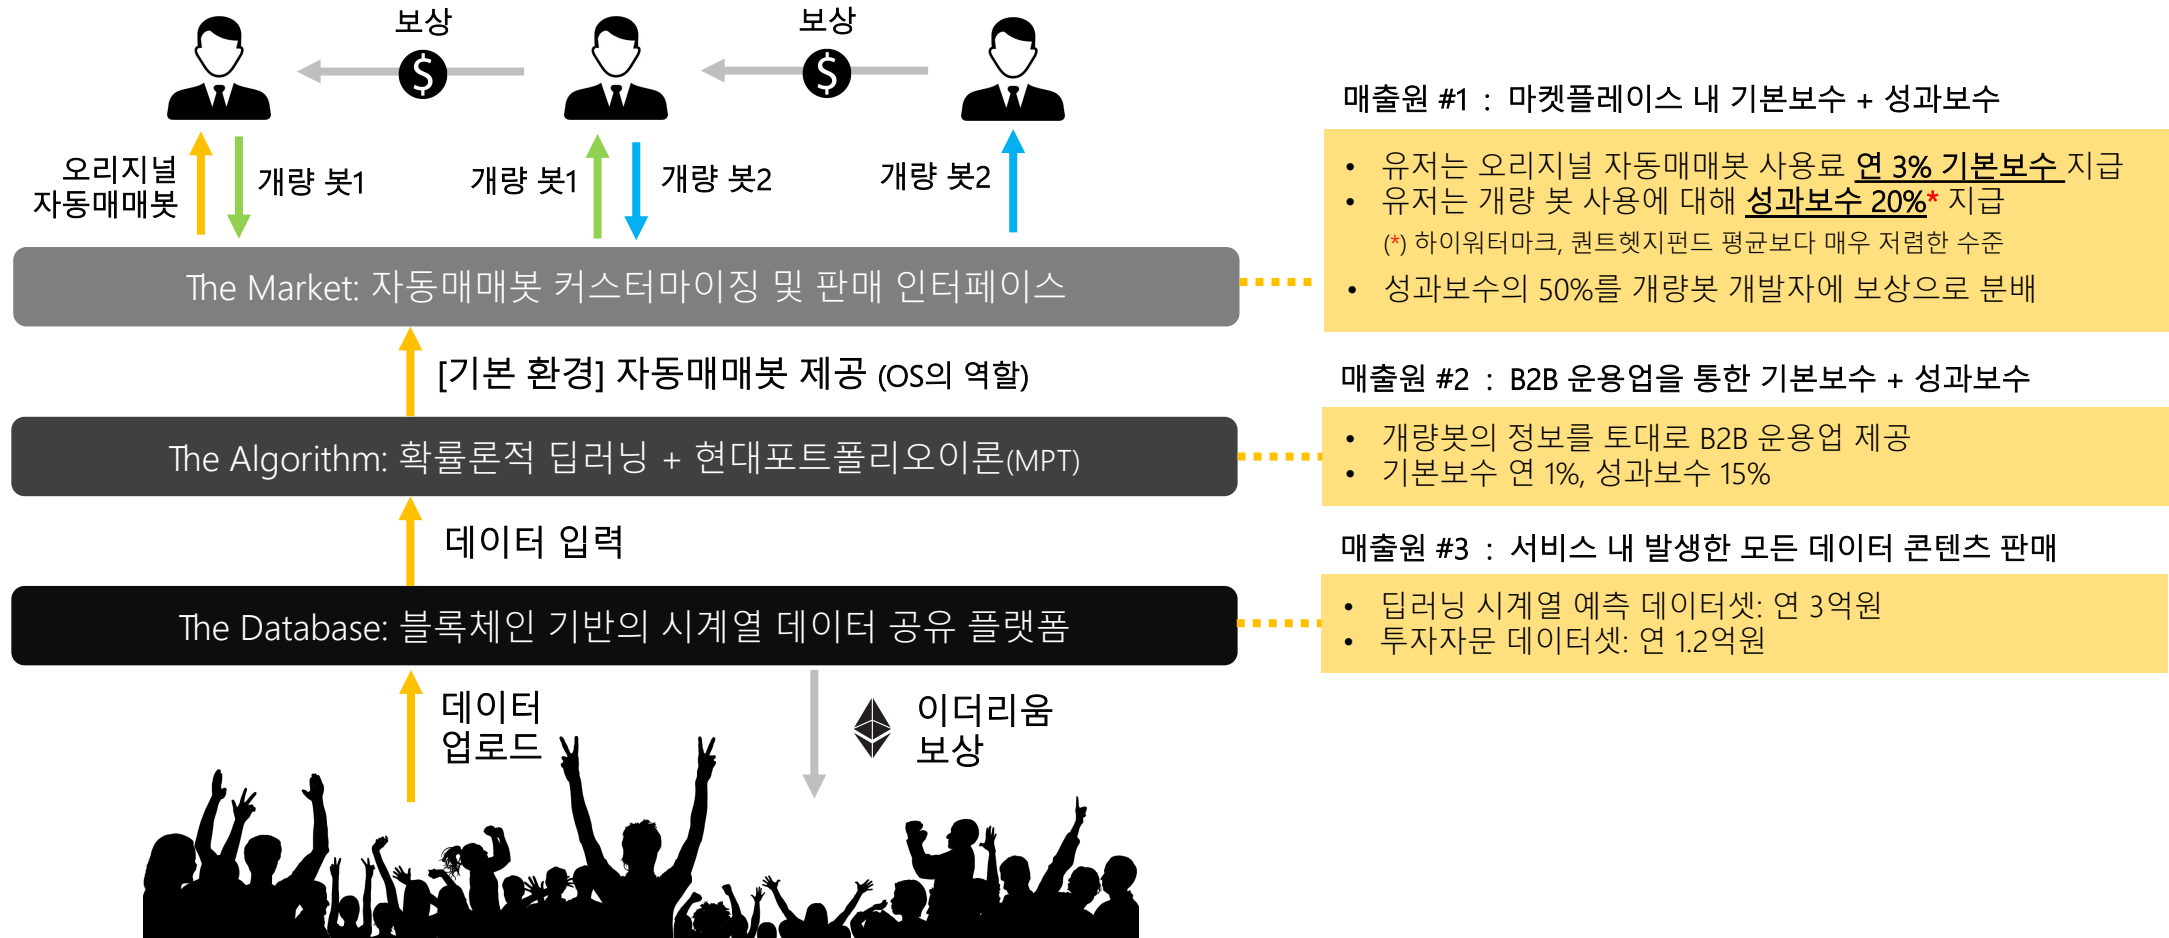 보상
보상
$
$
오리지널
자동매매봇
개량 봇1
개량 봇1
개량 봇2
개량 봇2
The Market: 자동매매봇 커스터마이징 및 판매 인터페이스
[기본 환경] 자동매매봇 제공 (OS의 역할)
The Algorithm: 확률론적 딥러닝 + 현대포트폴리오이론(MPT)
데이터 입력
The Database: 블록체인 기반의 시계열 데이터 공유 플랫폼
데이터
업로드
이더리움
보상
매출원 #1 : 마켓플레이스 내 기본보수 + 성과보수
• 유저는 오리지널 자동매매봇 사용료 연 3% 기본보수 지급
• 유저는 개량 봇 사용에 대해 성과보수 20%* 지급
(*) 하이워터마크, 퀀트헷지펀드 평균보다 매우 저렴한 수준
• 성과보수의 50%를 개량봇 개발자에 보상으로 분배
매출원 #2 : B2B 운용업을 통한 기본보수 + 성과보수
• 개량봇의 정보를 토대로 B2B 운용업 제공
• 기본보수 연 1%, 성과보수 15%
매출원 #3 : 서비스 내 발생한 모든 데이터 콘텐츠 판매
• 딥러닝 시계열 예측 데이터셋: 연 3억원
• 투자자문 데이터셋: 연 1.2억원